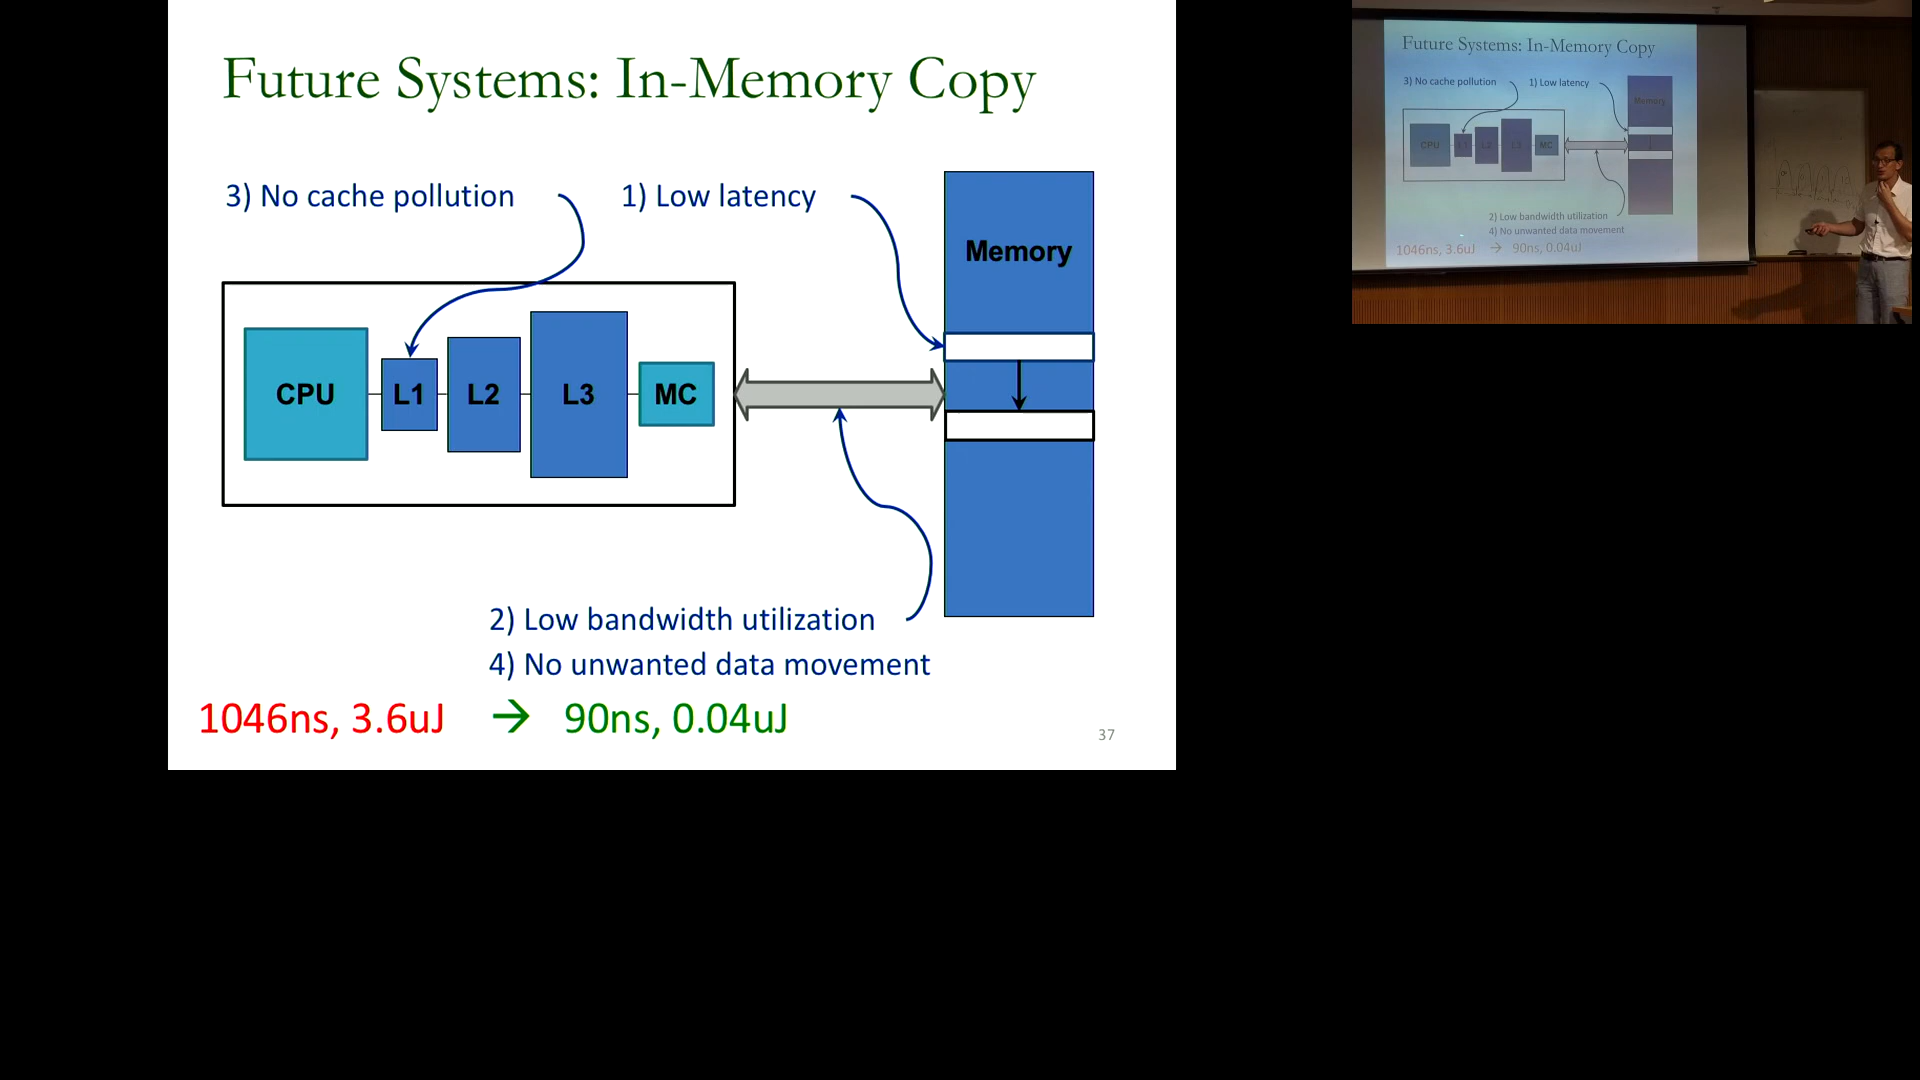 Future Systems: In-Memory Copy
3) No cache pollution
1) Low latency
Memory
CPU
L1
L2
L3
MC
2) Low bandwidth utilization
4) No unwanted data movement
1046ns, 3.6uJ → 90ns, 0.04uJ
37
Future Systems: In-Memory Copy
3) No cache pollution
1) Low latency
Memory
CPU
L1
L2
L3
MC
2) Low bandwidth utilization
4) No unwanted data movement
1046ns, 3.6uJ → 90ns, 0.04uJ